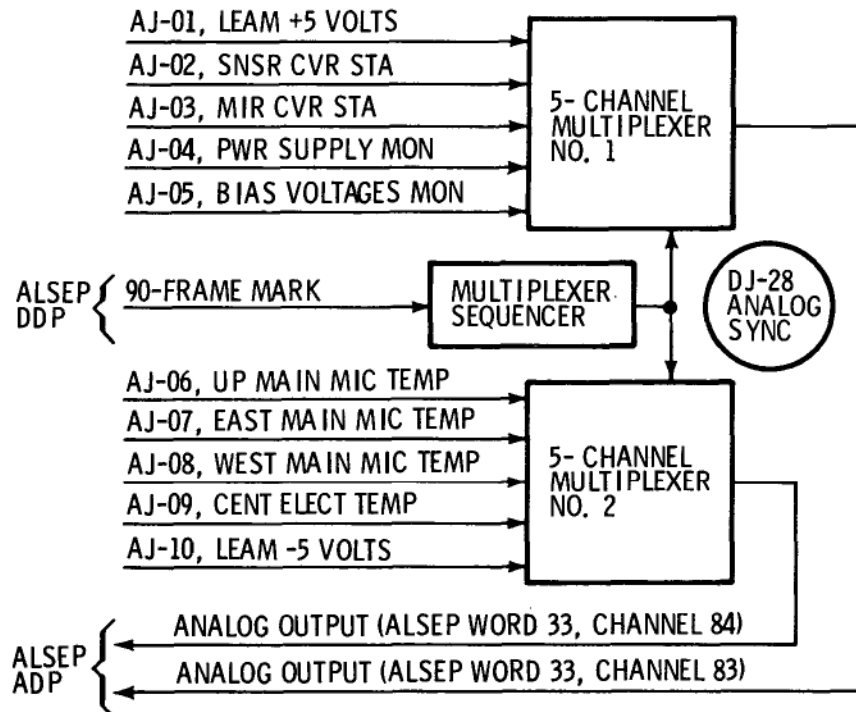 AJ-01, LEAM +5 VOLTS
AJ-02, SNSR CVR STA
AJ-03, MIR CVR STA
AJ-04, PWR SUPPLY MON
AJ-05, BIAS VOLTAGES MON
5- CHANNEL
MULTIPLEXER
NO. 1
ALSEP
DDP
90-FRAME MARK
MULTIPLEXER
SEQUENCER
DJ-28
ANALOG
SYNC
AJ-06, UP MAIN MIC TEMP
AJ-07, EAST MAIN MIC TEMP
AJ-08, WEST MAIN MIC TEMP
AJ-09, CENT ELECT TEMP
AJ-10, LEAM -5 VOLTS
5- CHANNEL
MULTIPLEXER
NO. 2
ALSEP
ADP
ANALOG OUTPUT (ALSEP WORD 33, CHANNEL 84)
ANALOG OUTPUT (ALSEP WORD 33, CHANNEL 83)